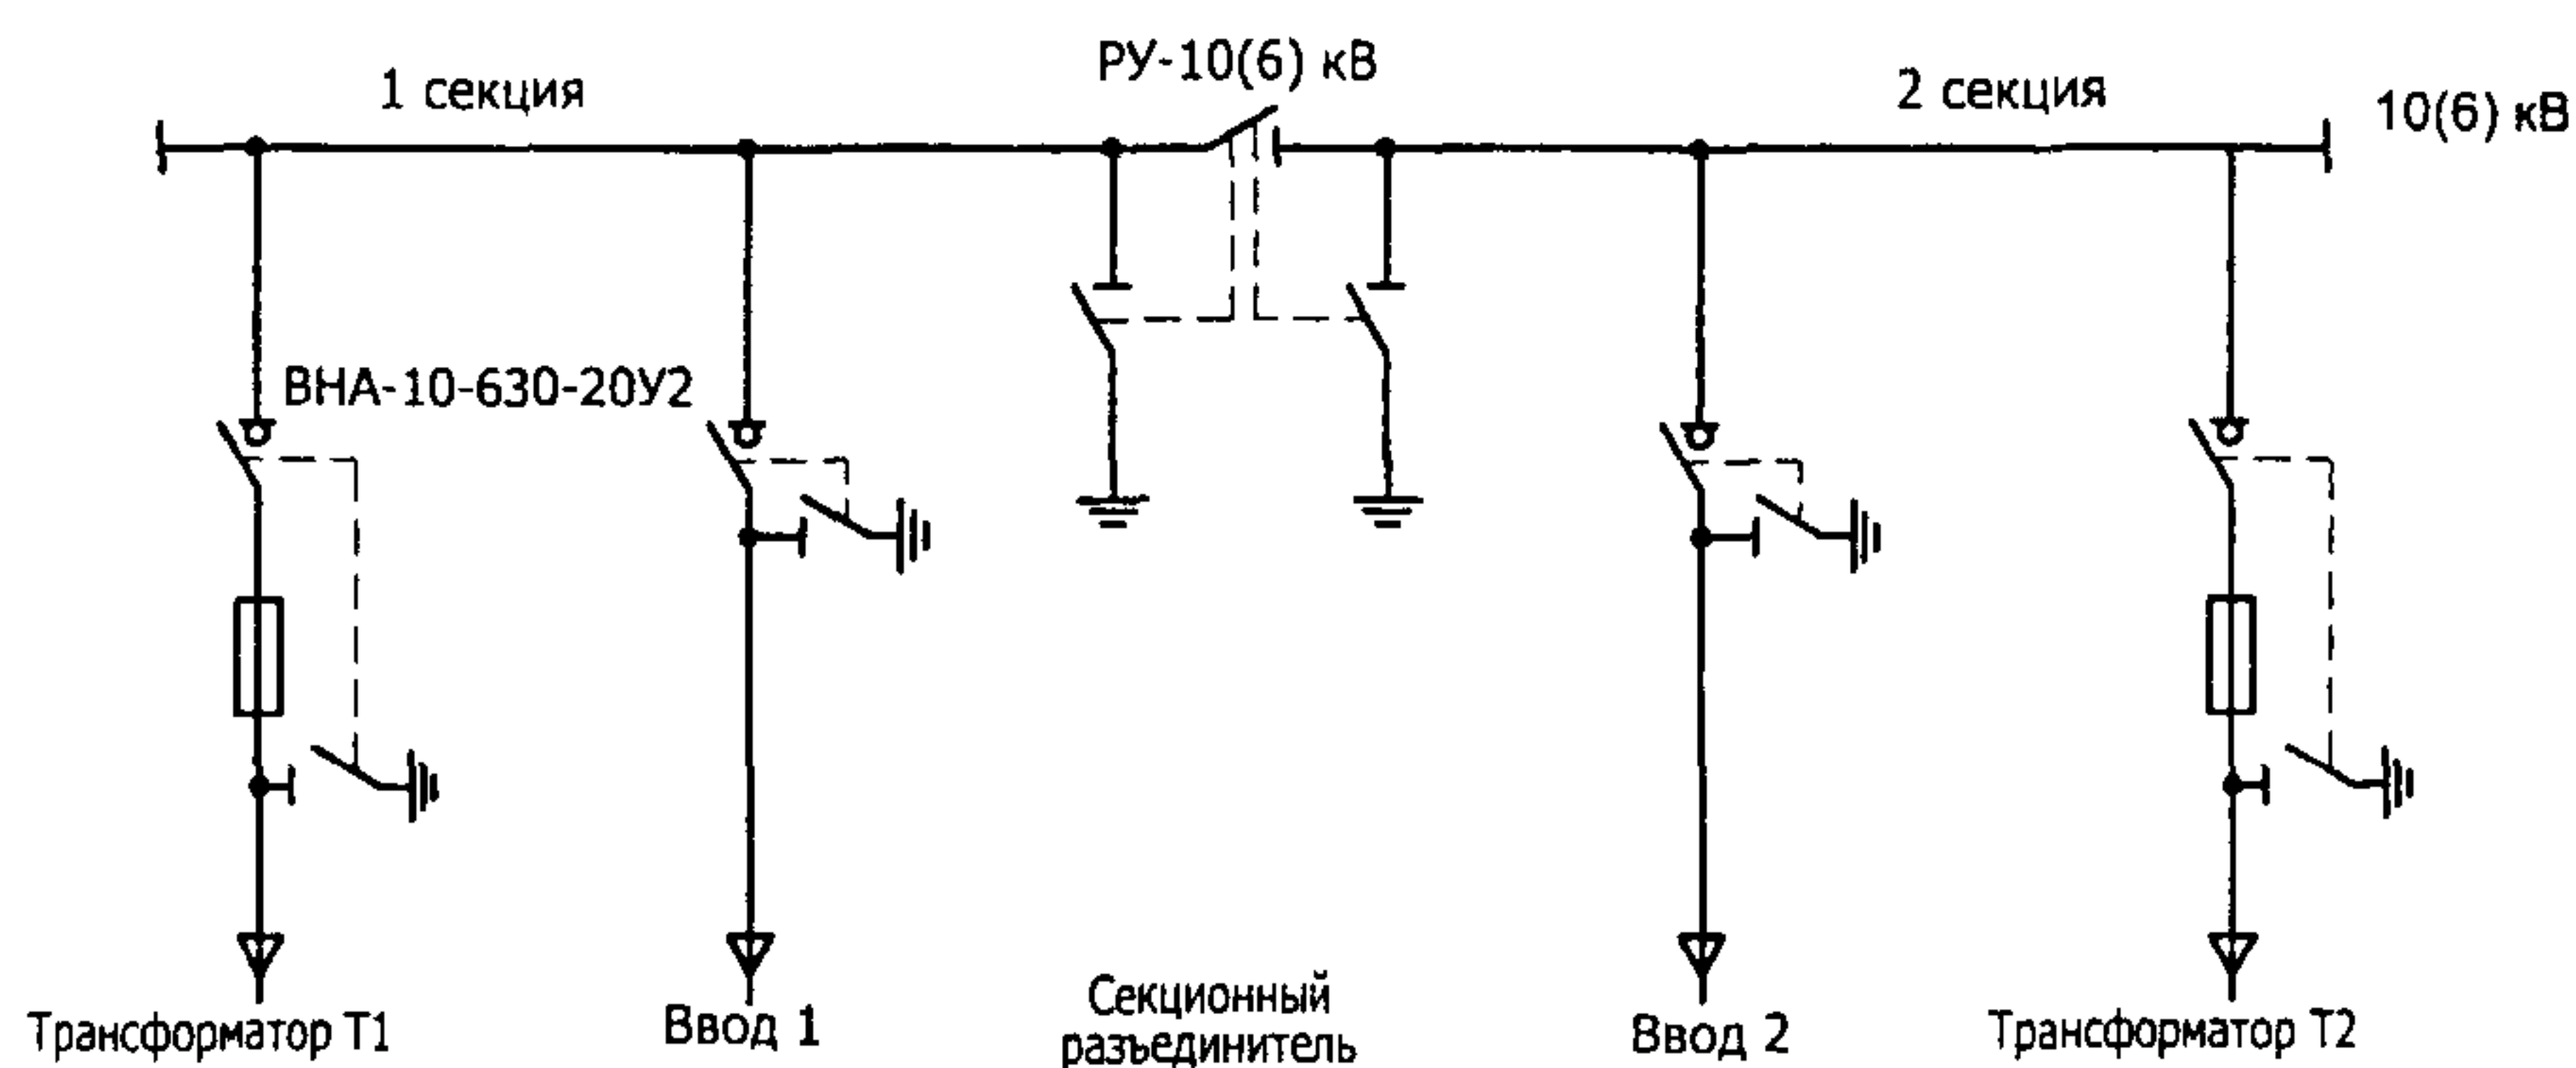 РУ-10(6) кВ
1 секция
2 секция
10(6) кВ
ВНА-10-630-20У2
Трансформатор Т1
Ввод 1
Секционный
разъединитель
Ввод 2
Трансформатор Т2